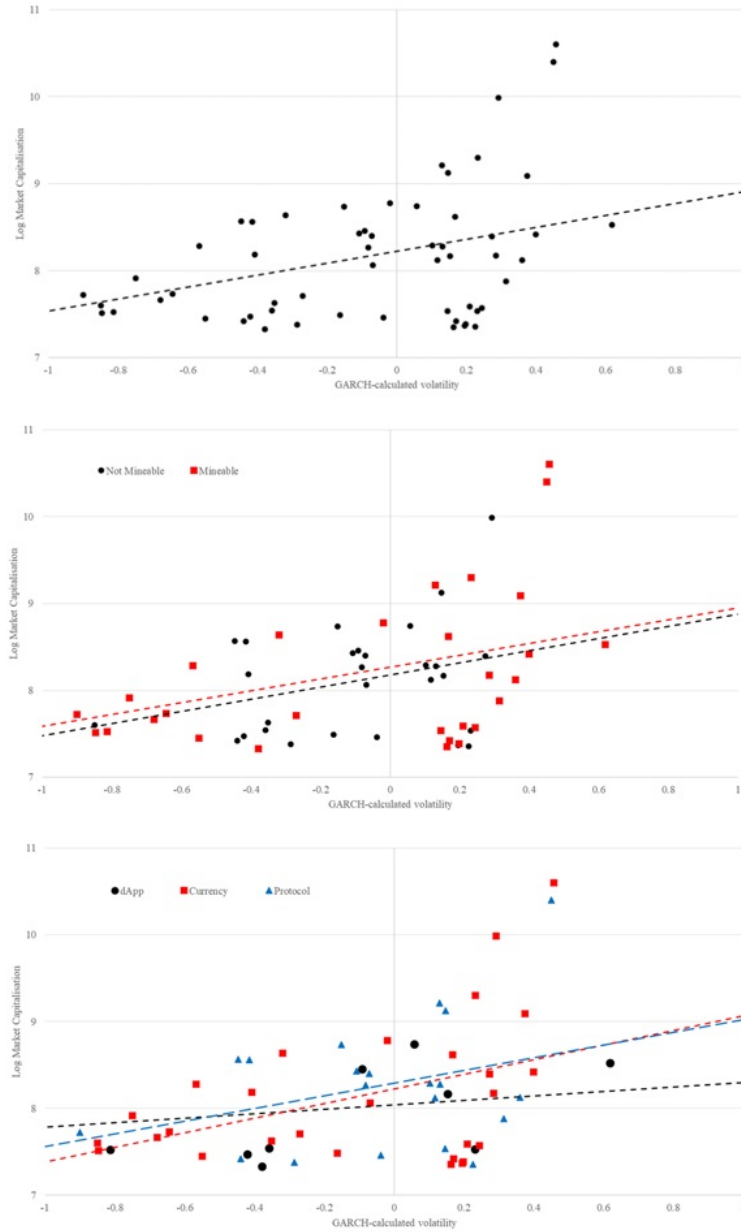 11
10
9
8
7
Log Market Capitalisation
-1 -0.8 -0.6 -0.4 -0.2 0 0.2 0.4 0.6 0.8
GARCH-calculated volatility
11
Not Mineable Mineable
10
9
8
7
Log Market Capitalisation
-1 -0.8 -0.6 -0.4 -0.2 0 0.2 0.4 0.6 0.8 1
GARCH-calculated volatility
11
dApp Currency Protocol
10
9
8
7
Log Market Capitalisation
-1 -0.8 -0.6 -0.4 -0.2 0 0.2 0.4 0.6 0.8
GARCH-calculated volatility